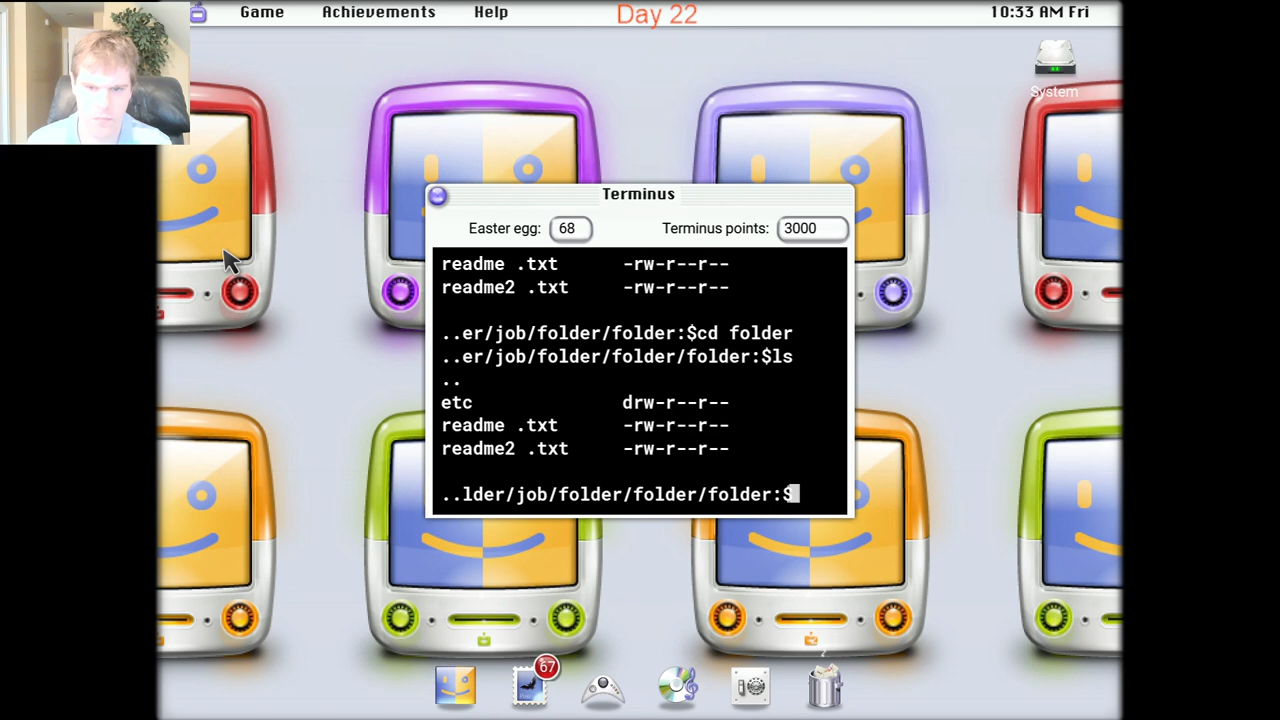 Game Achievements Help Day 22 10:33 AM Fri
System
Terminus
Easter egg: 68 Terminus points: 3000
readme .txt -rw-r--r--
readme2 .txt -rw-r--r--
..er/job/folder/folder:$cd folder
..er/job/folder/folder/folder:$ls
..
etc drw-r--r--
readme .txt -rw-r--r--
readme2 .txt -rw-r--r--
..lder/job/folder/folder/folder:$
67